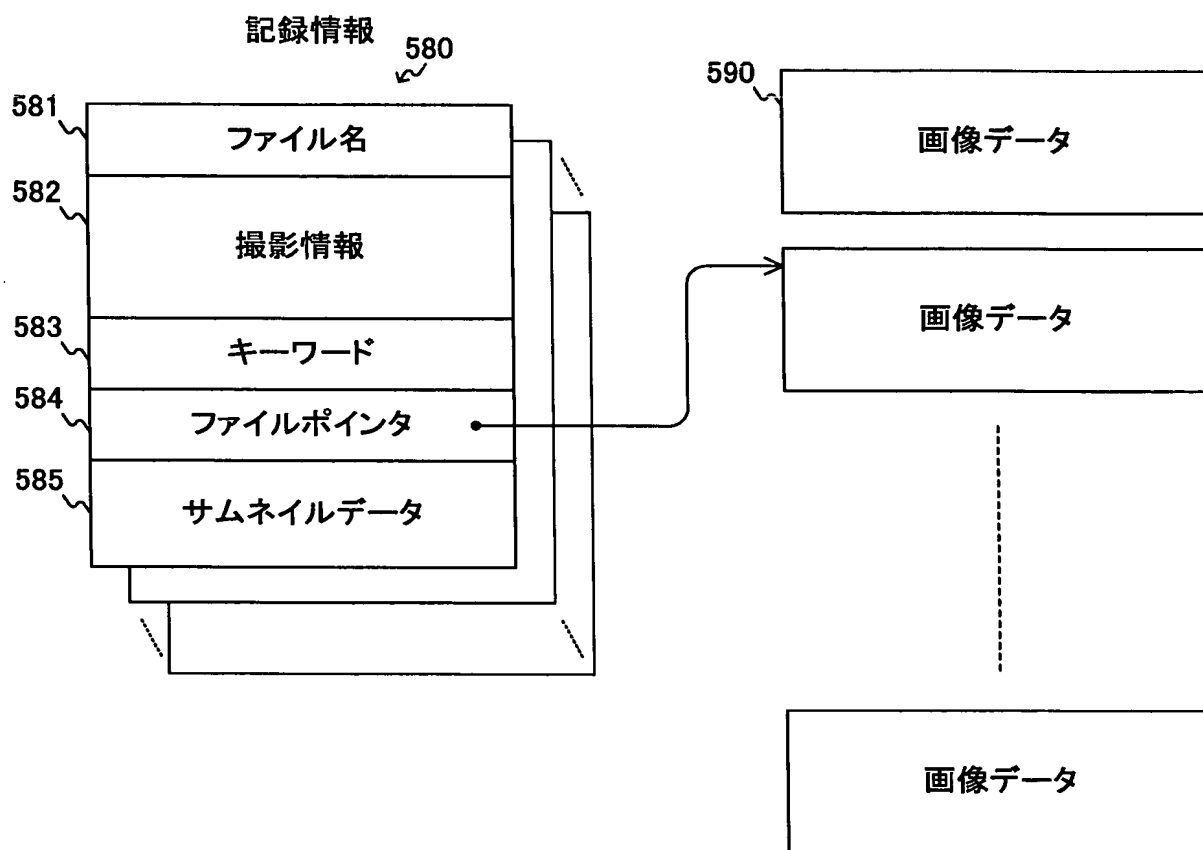 記録情報
580
581
ファイル名
582
撮影情報
583
キーワード
584
ファイルポインタ
585
サムネイルデータ
590
画像データ
画像データ
画像データ